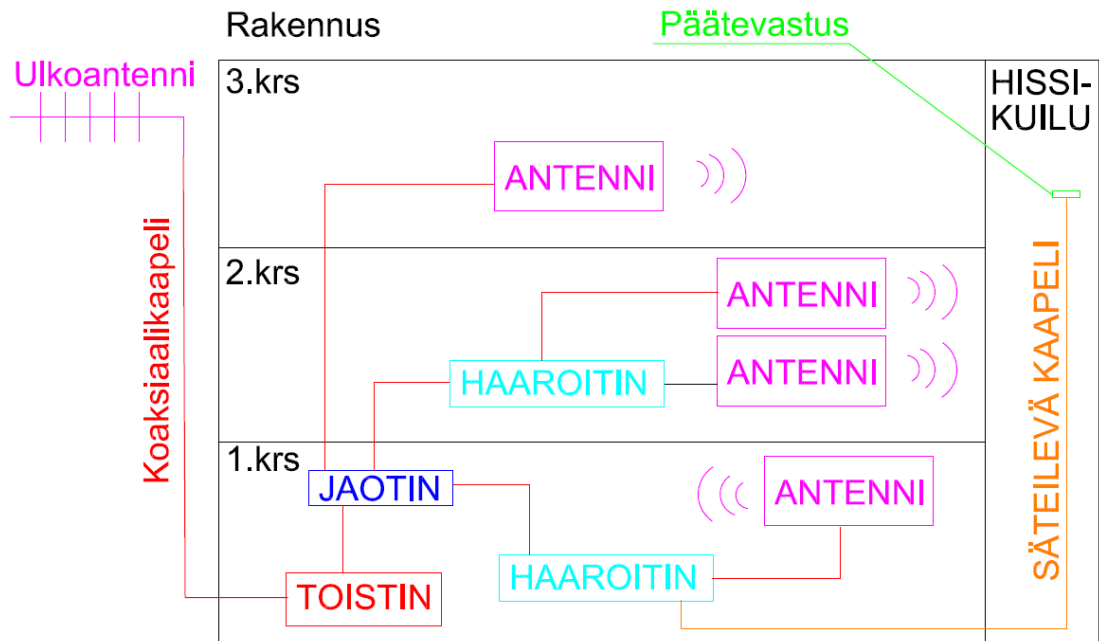 Rakennus
Päätevastus
Ulkoantenni
3.krs
HISSI-
KUILU
ANTENNI
Koaksiaalikaapeli
2.krs
ANTENNI
HAAROITIN
ANTENNI
SÄTEILEVÄ KAAPELI
1.krs
JAOTIN
ANTENNI
HAAROITIN
TOISTIN